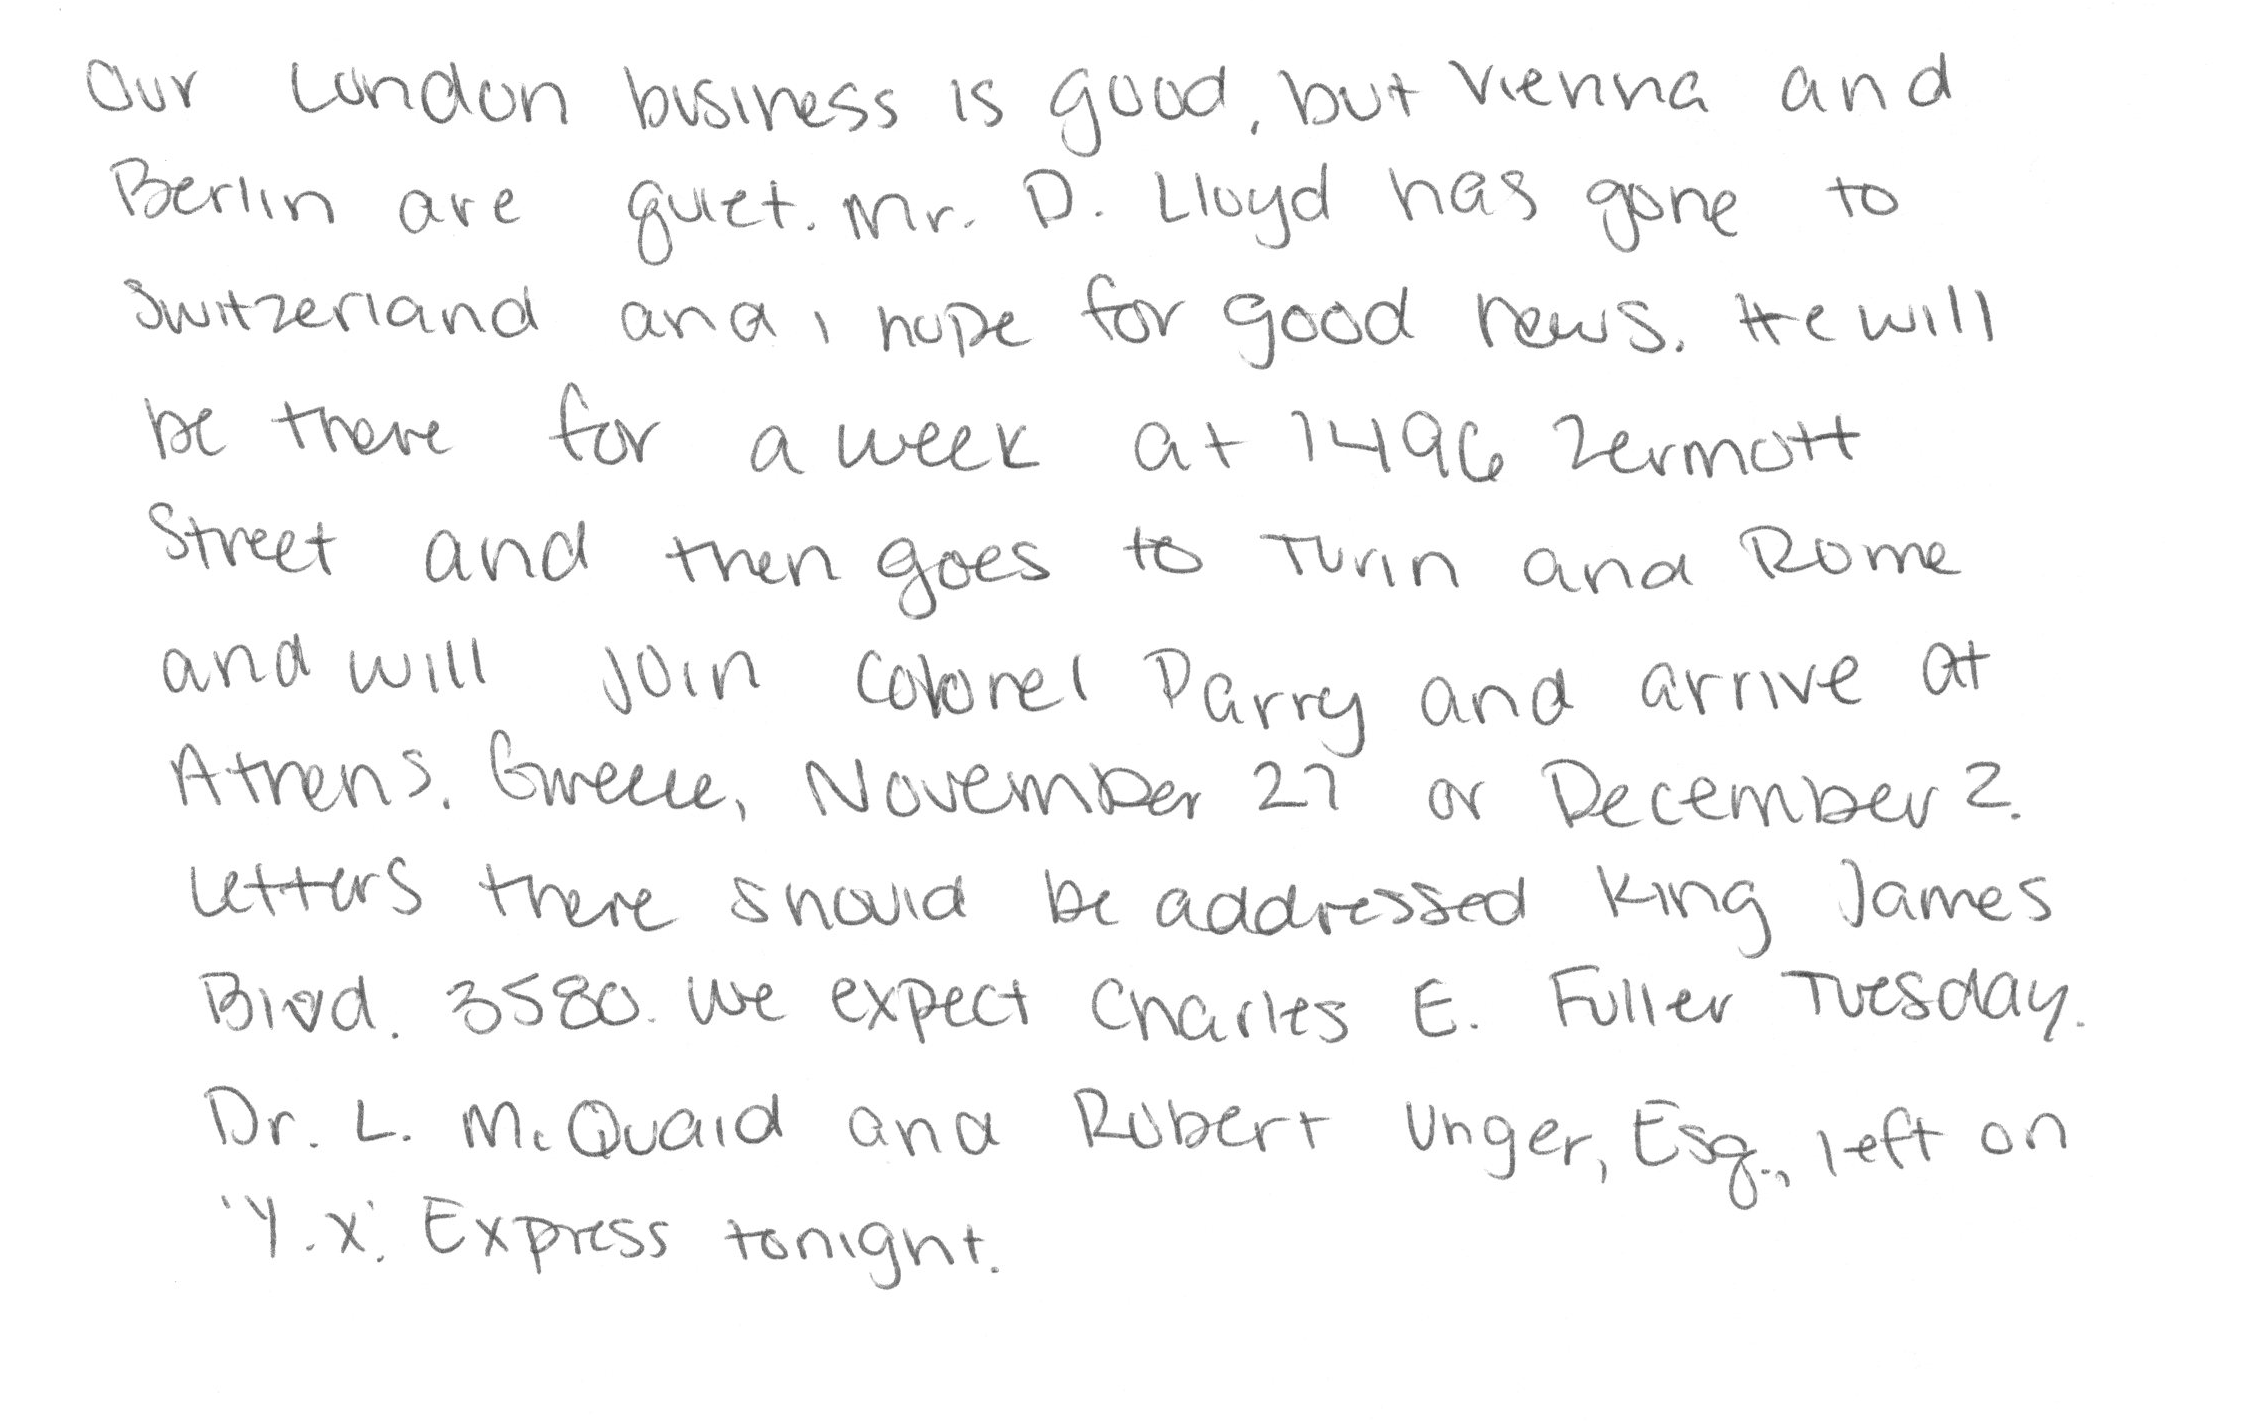 Our London business is good, but Vienna and
Berlin are quiet. Mr. D. Lloyd has gone to
Switzerland and i hope for good news. He will
be there for a week at 1496 Zermott
Street and then goes to Turin and Rome
and will join Colonel Parry and arrive at
Athens. Greece, November 27 or December 2.
Letters there should be addressed King James
Blvd. 3580. We expect Charles E. Fuller Tuesday.
Dr. L. McQuaid and Robert Unger, Esq., left on
'Y.X.' Express tonight.